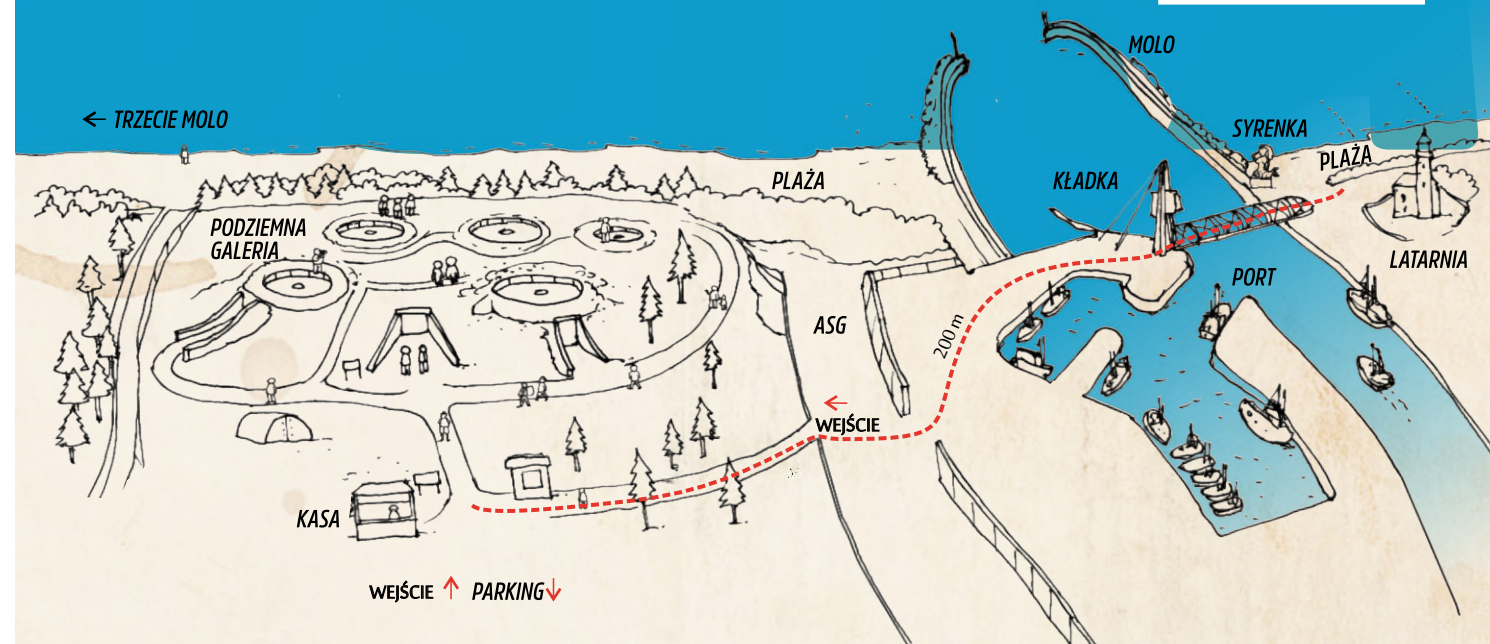 MOLO
← TRZECIE MOLO
SYRENKA
PLAŻA
PLAŻA
KŁADKA
PODZIEMNA
GALERIA
LATARNIA
PORT
ASG
200 m
←
WEJŚCIE
KASA
WEJŚCIE ↑ PARKING ↓